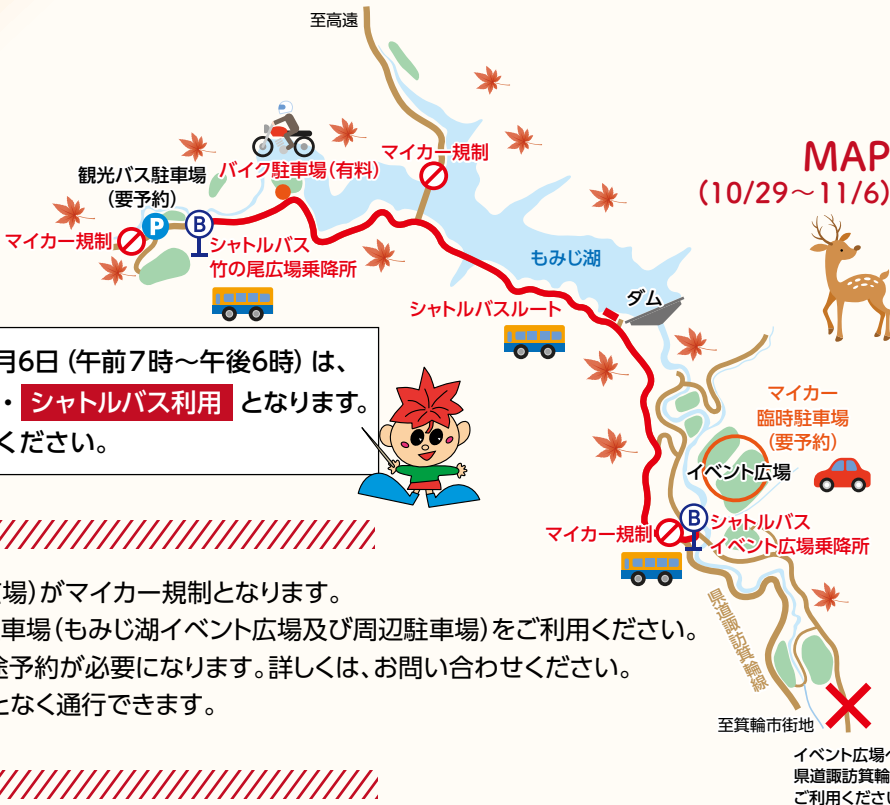 至高遠
マイカー規制
バイク駐車場(有料)
観光バス駐車場
(要予約)
P
B
マイカー規制
シャトルバス
竹の尾広場乗降所
MAP
(10/29～11/6)
もみじ湖
シャトルバスルート
ダム
月6日 (午前7時～午後6時) は、
・ シャトルバス利用 となります。
ください。
マイカー
臨時駐車場
(要予約)
イベント広場
マイカー規制
B
シャトルバス
イベント広場乗降所
場)がマイカー規制となります。
車場(もみじ湖イベント広場及び周辺駐車場)をご利用ください。
途予約が必要になります。詳しくは、お問い合わせください。
となく通行できます。
県道諏訪箕輪線
至箕輪市街地
イベント広場へ
県道諏訪箕輪
ご利用ください